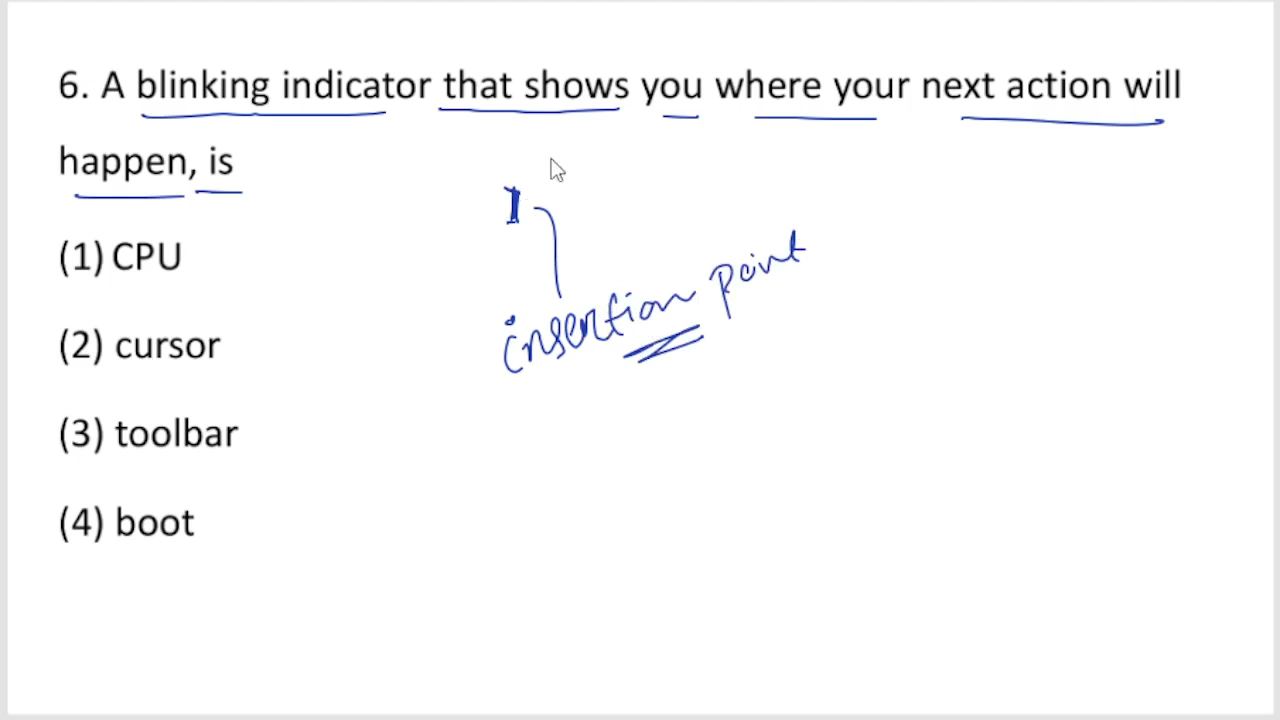 6. A blinking indicator that shows you where your next action will
happen, is
I
(1) CPU
insertion point
(2) cursor
(3) toolbar
(4) boot